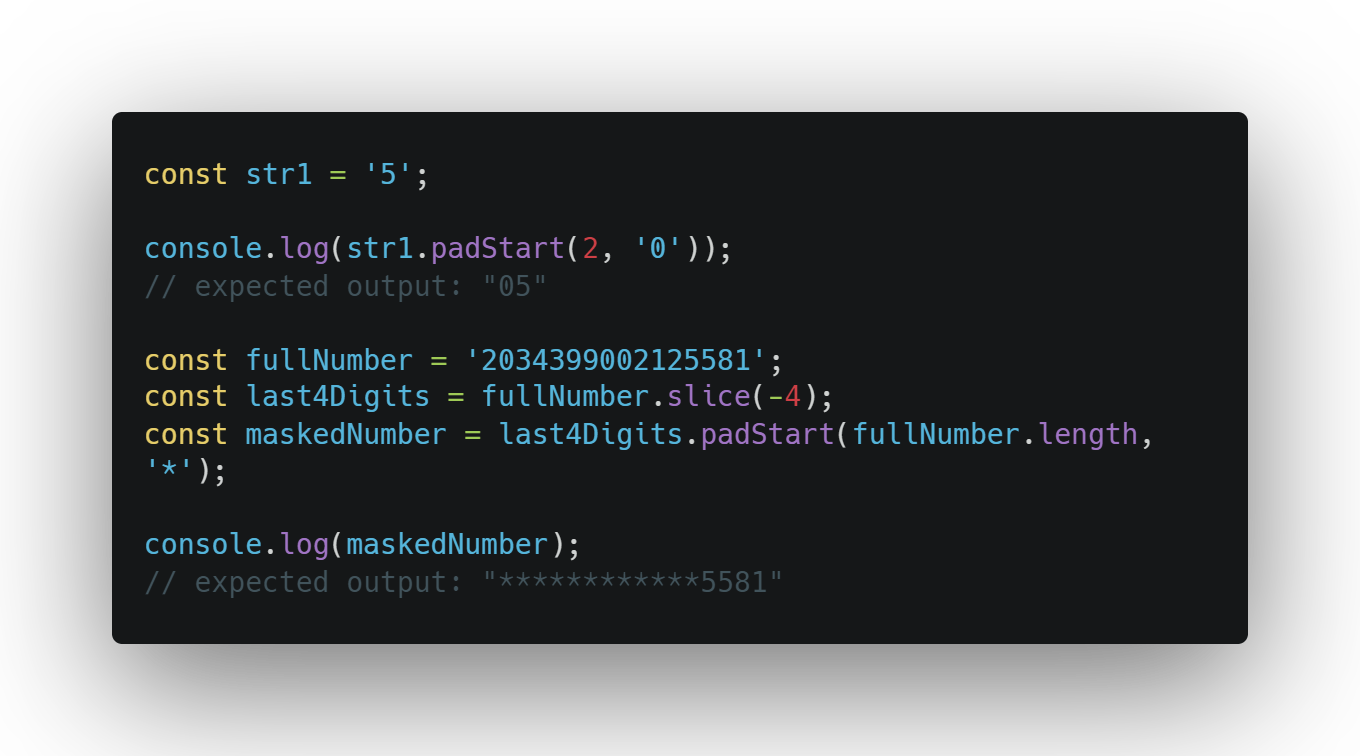 const str1 = '5';
console.log(str1.padStart(2, '0'));
// expected output: "05"
const fullNumber = '2034399002125581';
const last4Digits = fullNumber.slice(-4);
const maskedNumber = last4Digits.padStart(fullNumber.length,
'*');
console.log(maskedNumber);
// expected output: "************5581"